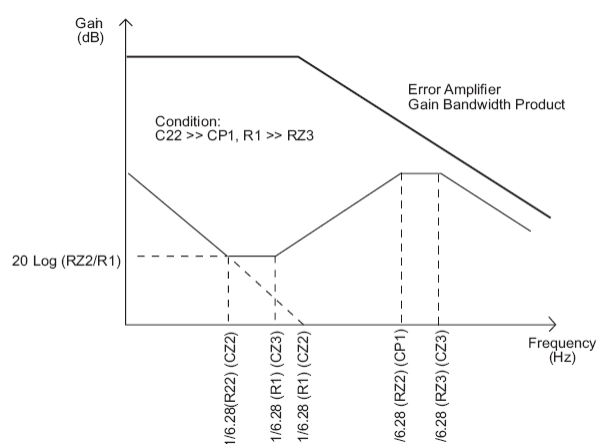 Gain
(dB)
Error Amplifier
Gain Bandwidth Product
Condition:
C22 >> CP1, R1 >> RZ3
20 Log (RZ2/R1)
Frequency
(Hz)
1/6.28(R22) (CZ2)
1/6.28 (R1) (CZ3)
1/6.28 (R1) (CZ2)
/6.28 (RZ2) (CP1)
/6.28 (RZ3) (CZ3)